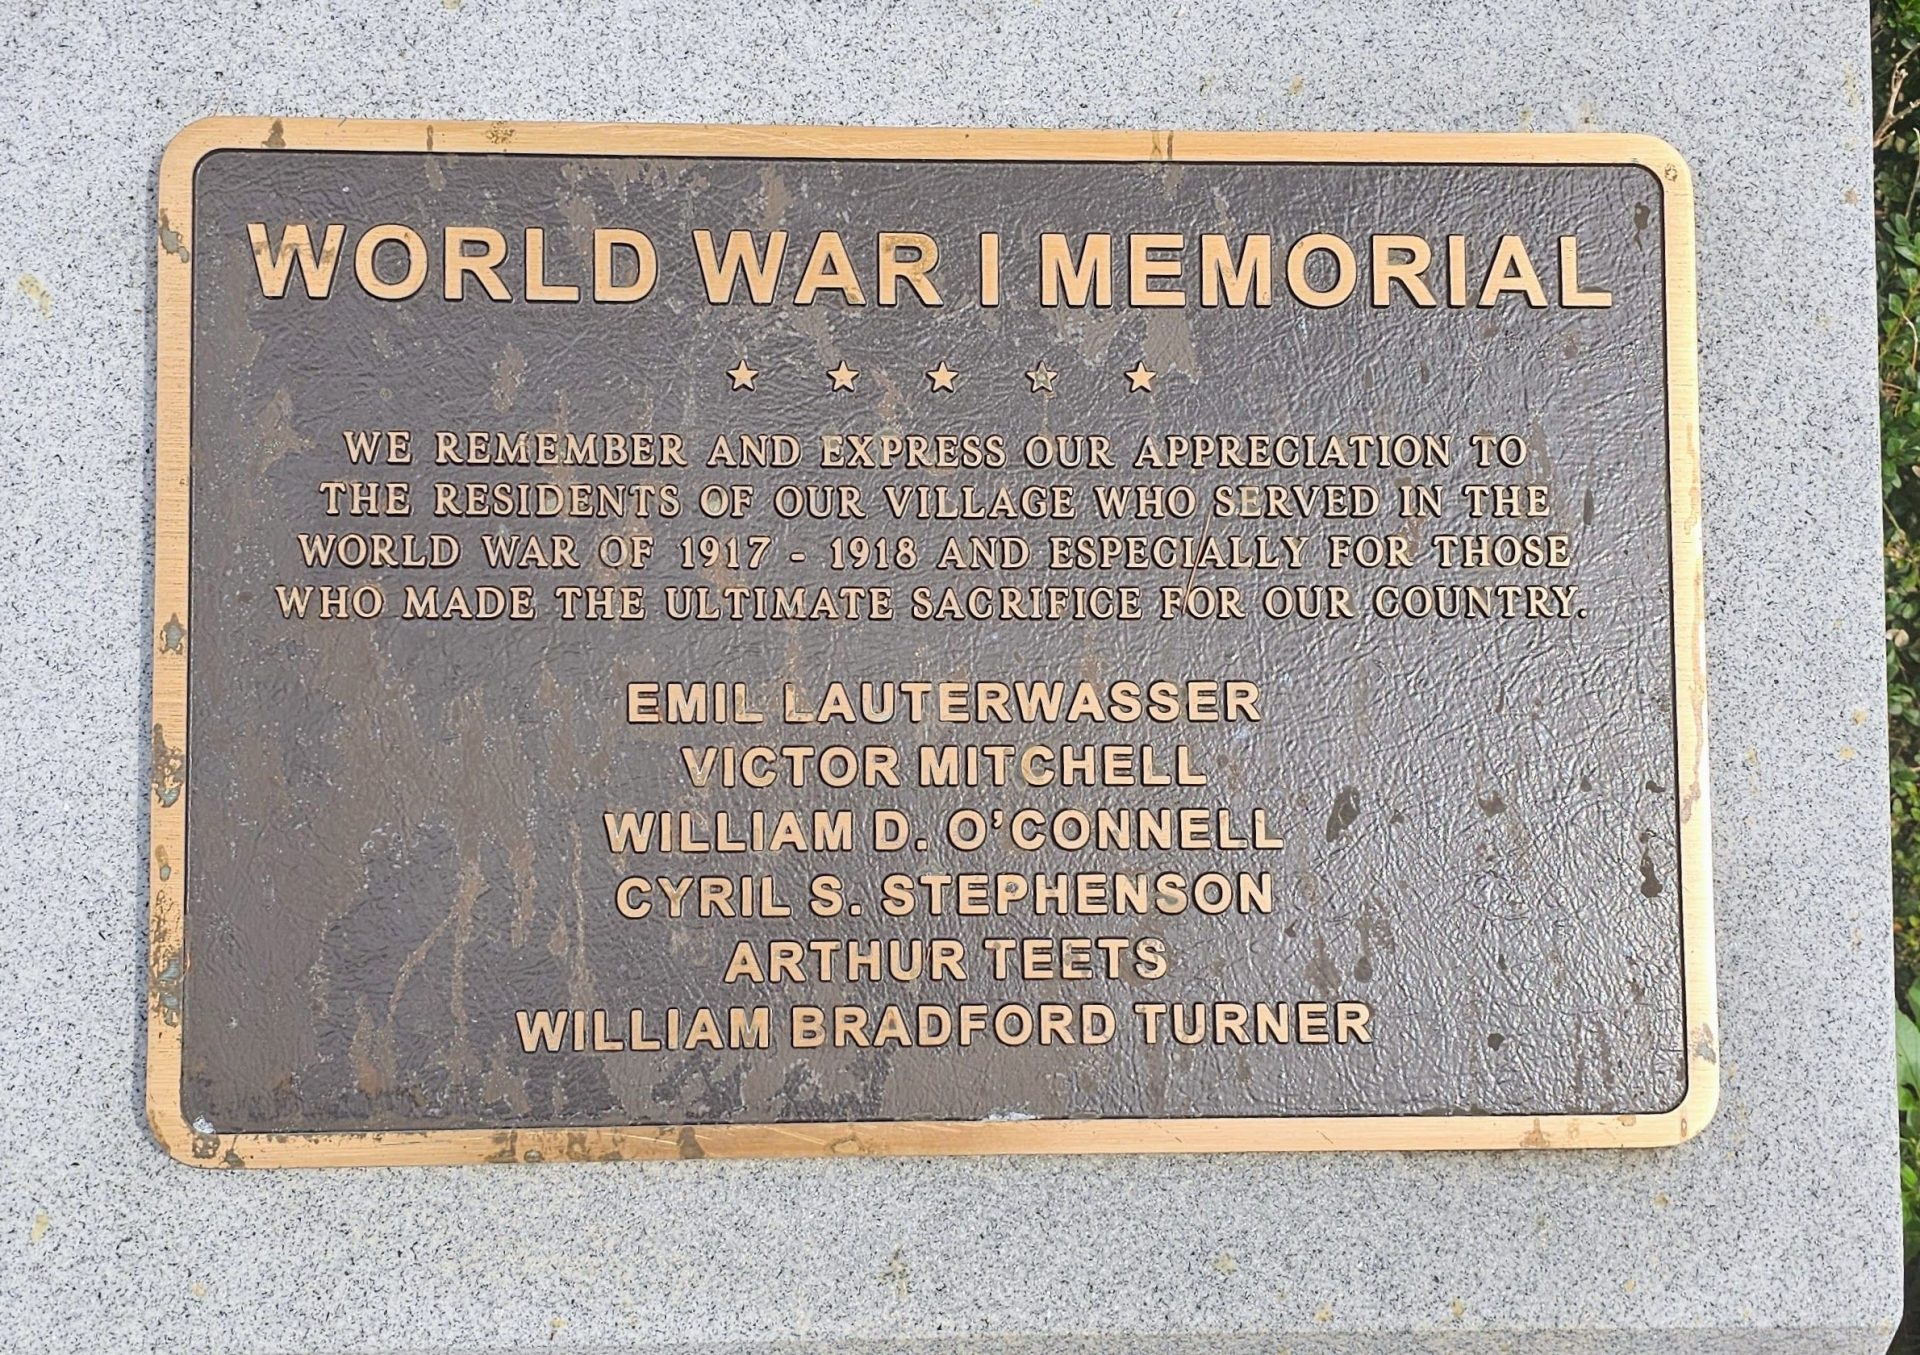 WORLD WAR I MEMORIAL
WE REMEMBER AND EXPRESS OUR APPRECIATION TO
THE RESIDENTS OF OUR VILLAGE WHO SERVED IN THE
WORLD WAR OF 1917 - 1918 AND ESPECIALLY FOR THOSE
WHO MADE THE ULTIMATE SACRIFICE FOR OUR COUNTRY.
EMIL LAUTERWASSER
VICTOR MITCHELL
WILLIAM D. O'CONNELL
CYRIL S. STEPHENSON
ARTHUR TEETS
WILLIAM BRADFORD TURNER